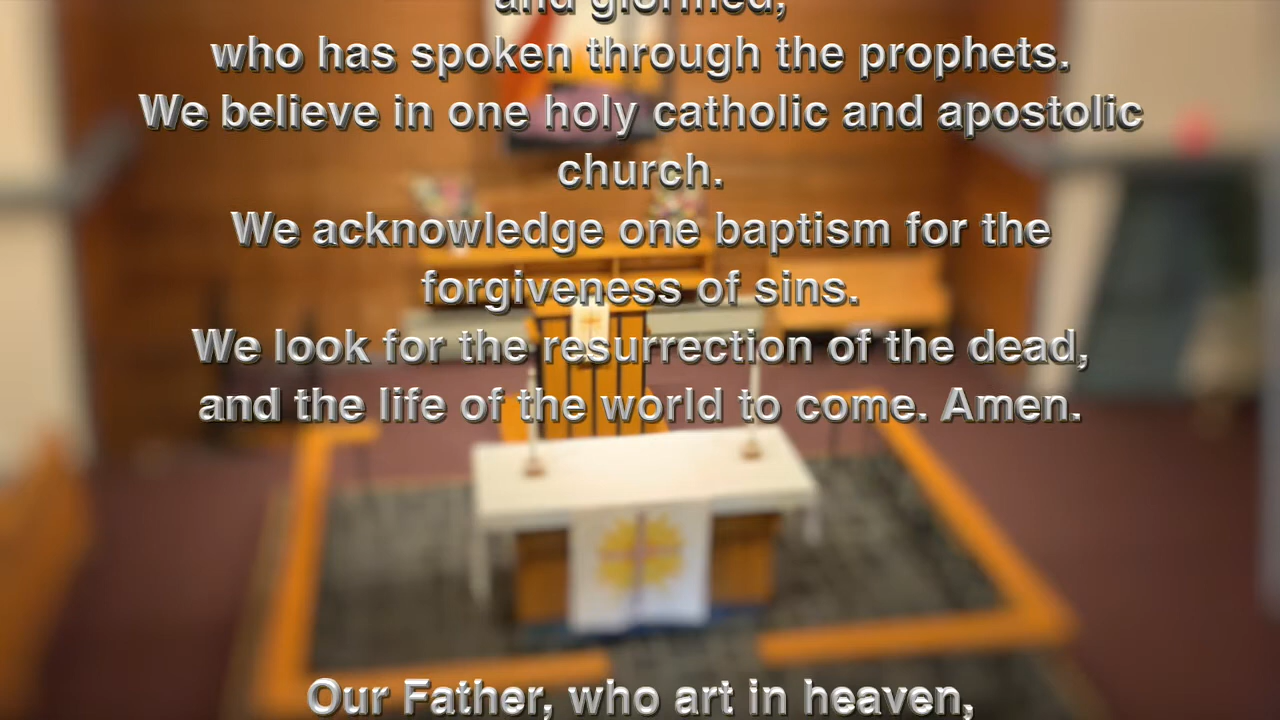 and glorified,
who has spoken through the prophets.
We believe in one holy catholic and apostolic
church.
We acknowledge one baptism for the
forgiveness of sins.
We look for the resurrection of the dead,
and the life of the world to come. Amen.
Our Father, who art in heaven,